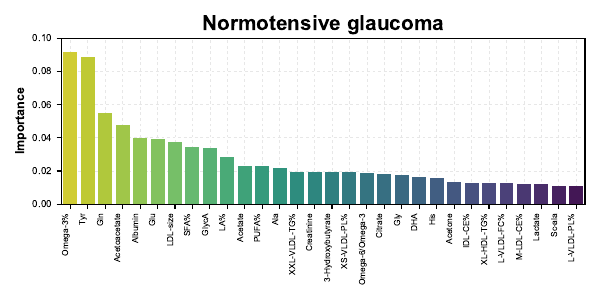 Normotensive glaucoma
Importance
0.10
0.08
0.06
0.04
0.02
0.00
Omega-3%
Tyr
Gln
Acetoacetate
Albumin
Glu
LDL-size
SFA%
GlycA
LA%
Acetate
PUFA%
Ala
XXL-VLDL-TG%
Creatinine
3-Hydroxybutyrate
XS-VLDL-PL%
Omega-6/Omega-3
Citrate
Gly
DHA
His
Acetone
IDL-CE%
XL-HDL-TG%
L-VLDL-FC%
M-LDL-CE%
Lactate
L-VLDL-PL%